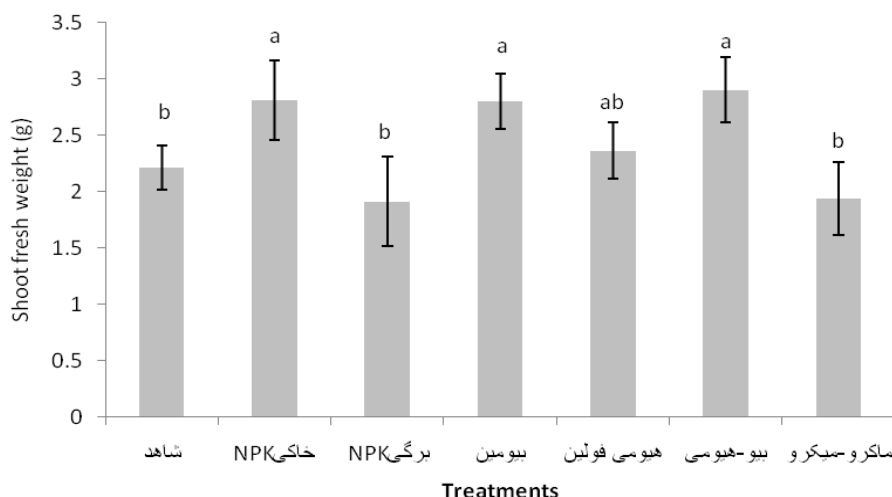 Shoot fresh weight (g)
3.5
3
2.5
2
1.5
1
0.5
0
b
a
b
a
ab
a
b
شاهد
NPKخاکی
NPKبرگی
بیومین
هیومی فولین
بیو-هیومی
ماکرو-میکرو
Treatments